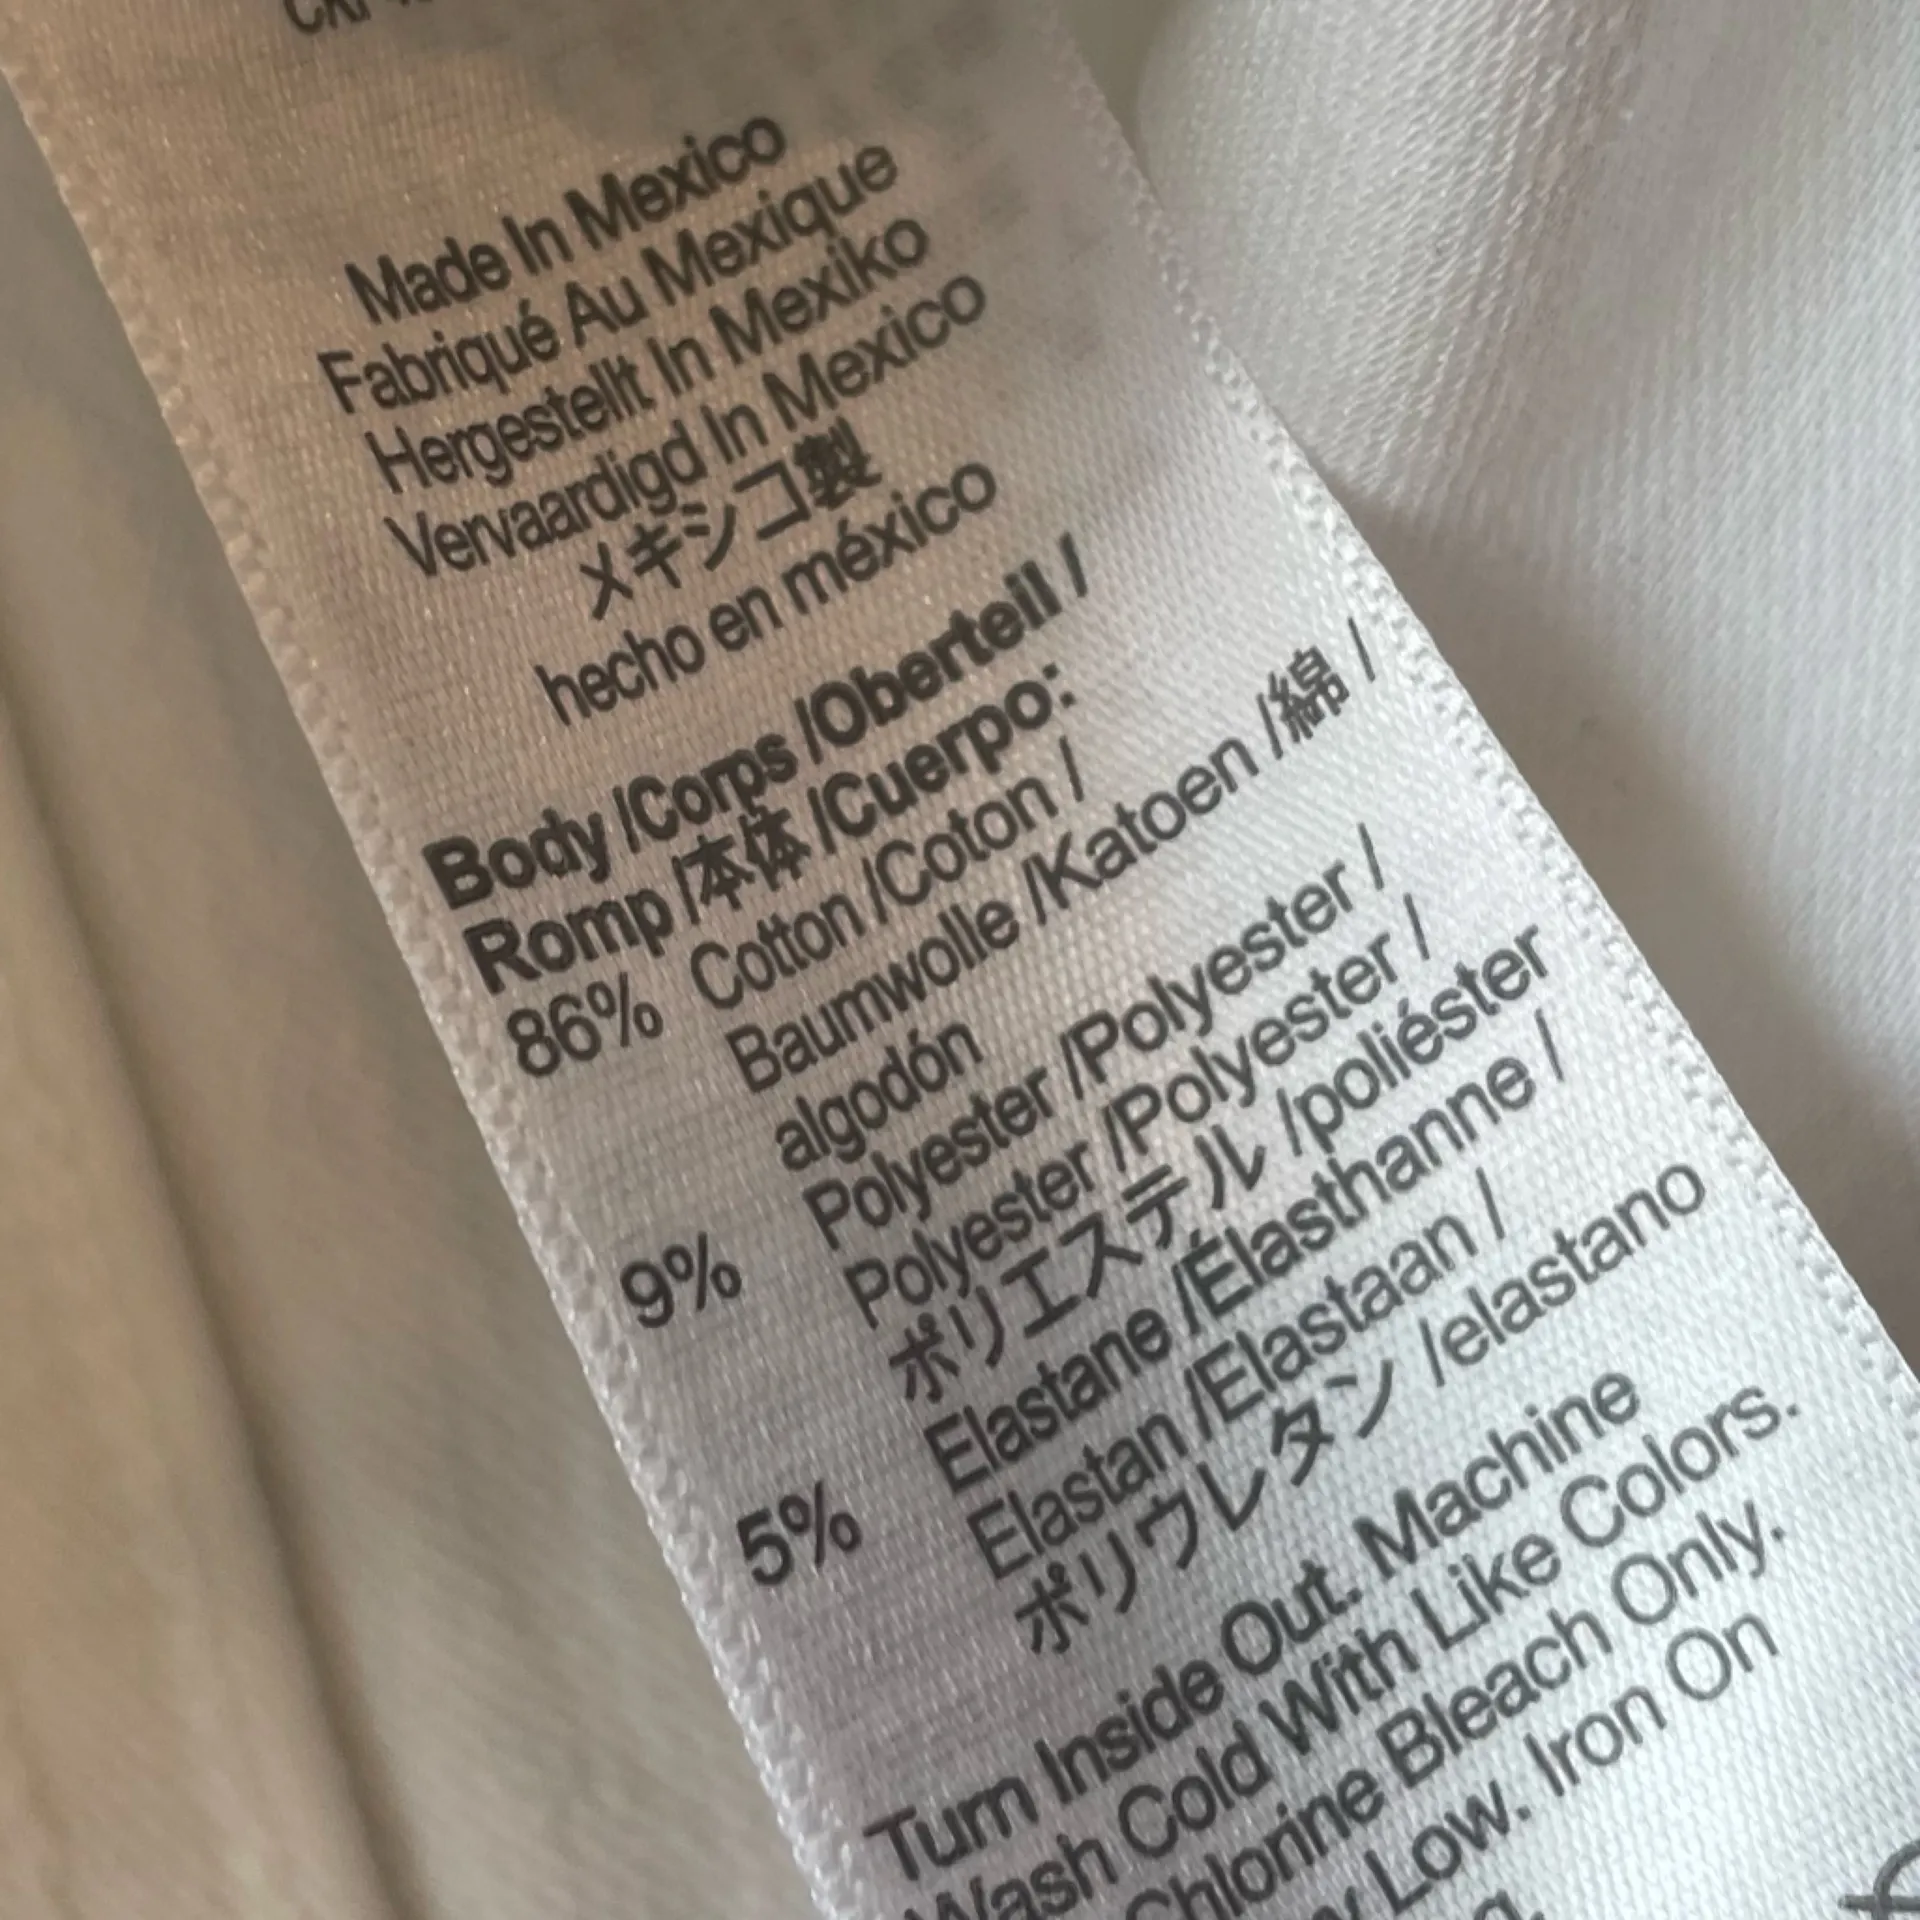 Made In Mexico
Fabriqué Au Mexique
Hergestellt In Mexiko
Vervaardigd In Mexico
メキシコ製
hecho en méxico
Body /Corps /Oberteil /
Romp /本体 /Cuerpo:
86% Cotton /Coton /
Baumwolle /Katoen /綿 /
algodón
9% Polyester /Polyester /
Polyester /Polyester /
ポリエステル /poliéster
5% Elastane /Élasthanne /
Elastan /Elastaan /
ポリウレタン /elastano
Turn Inside Out. Machine
Wash Cold With Like Colors.
Chlorine Bleach Only.
Low. Iron On